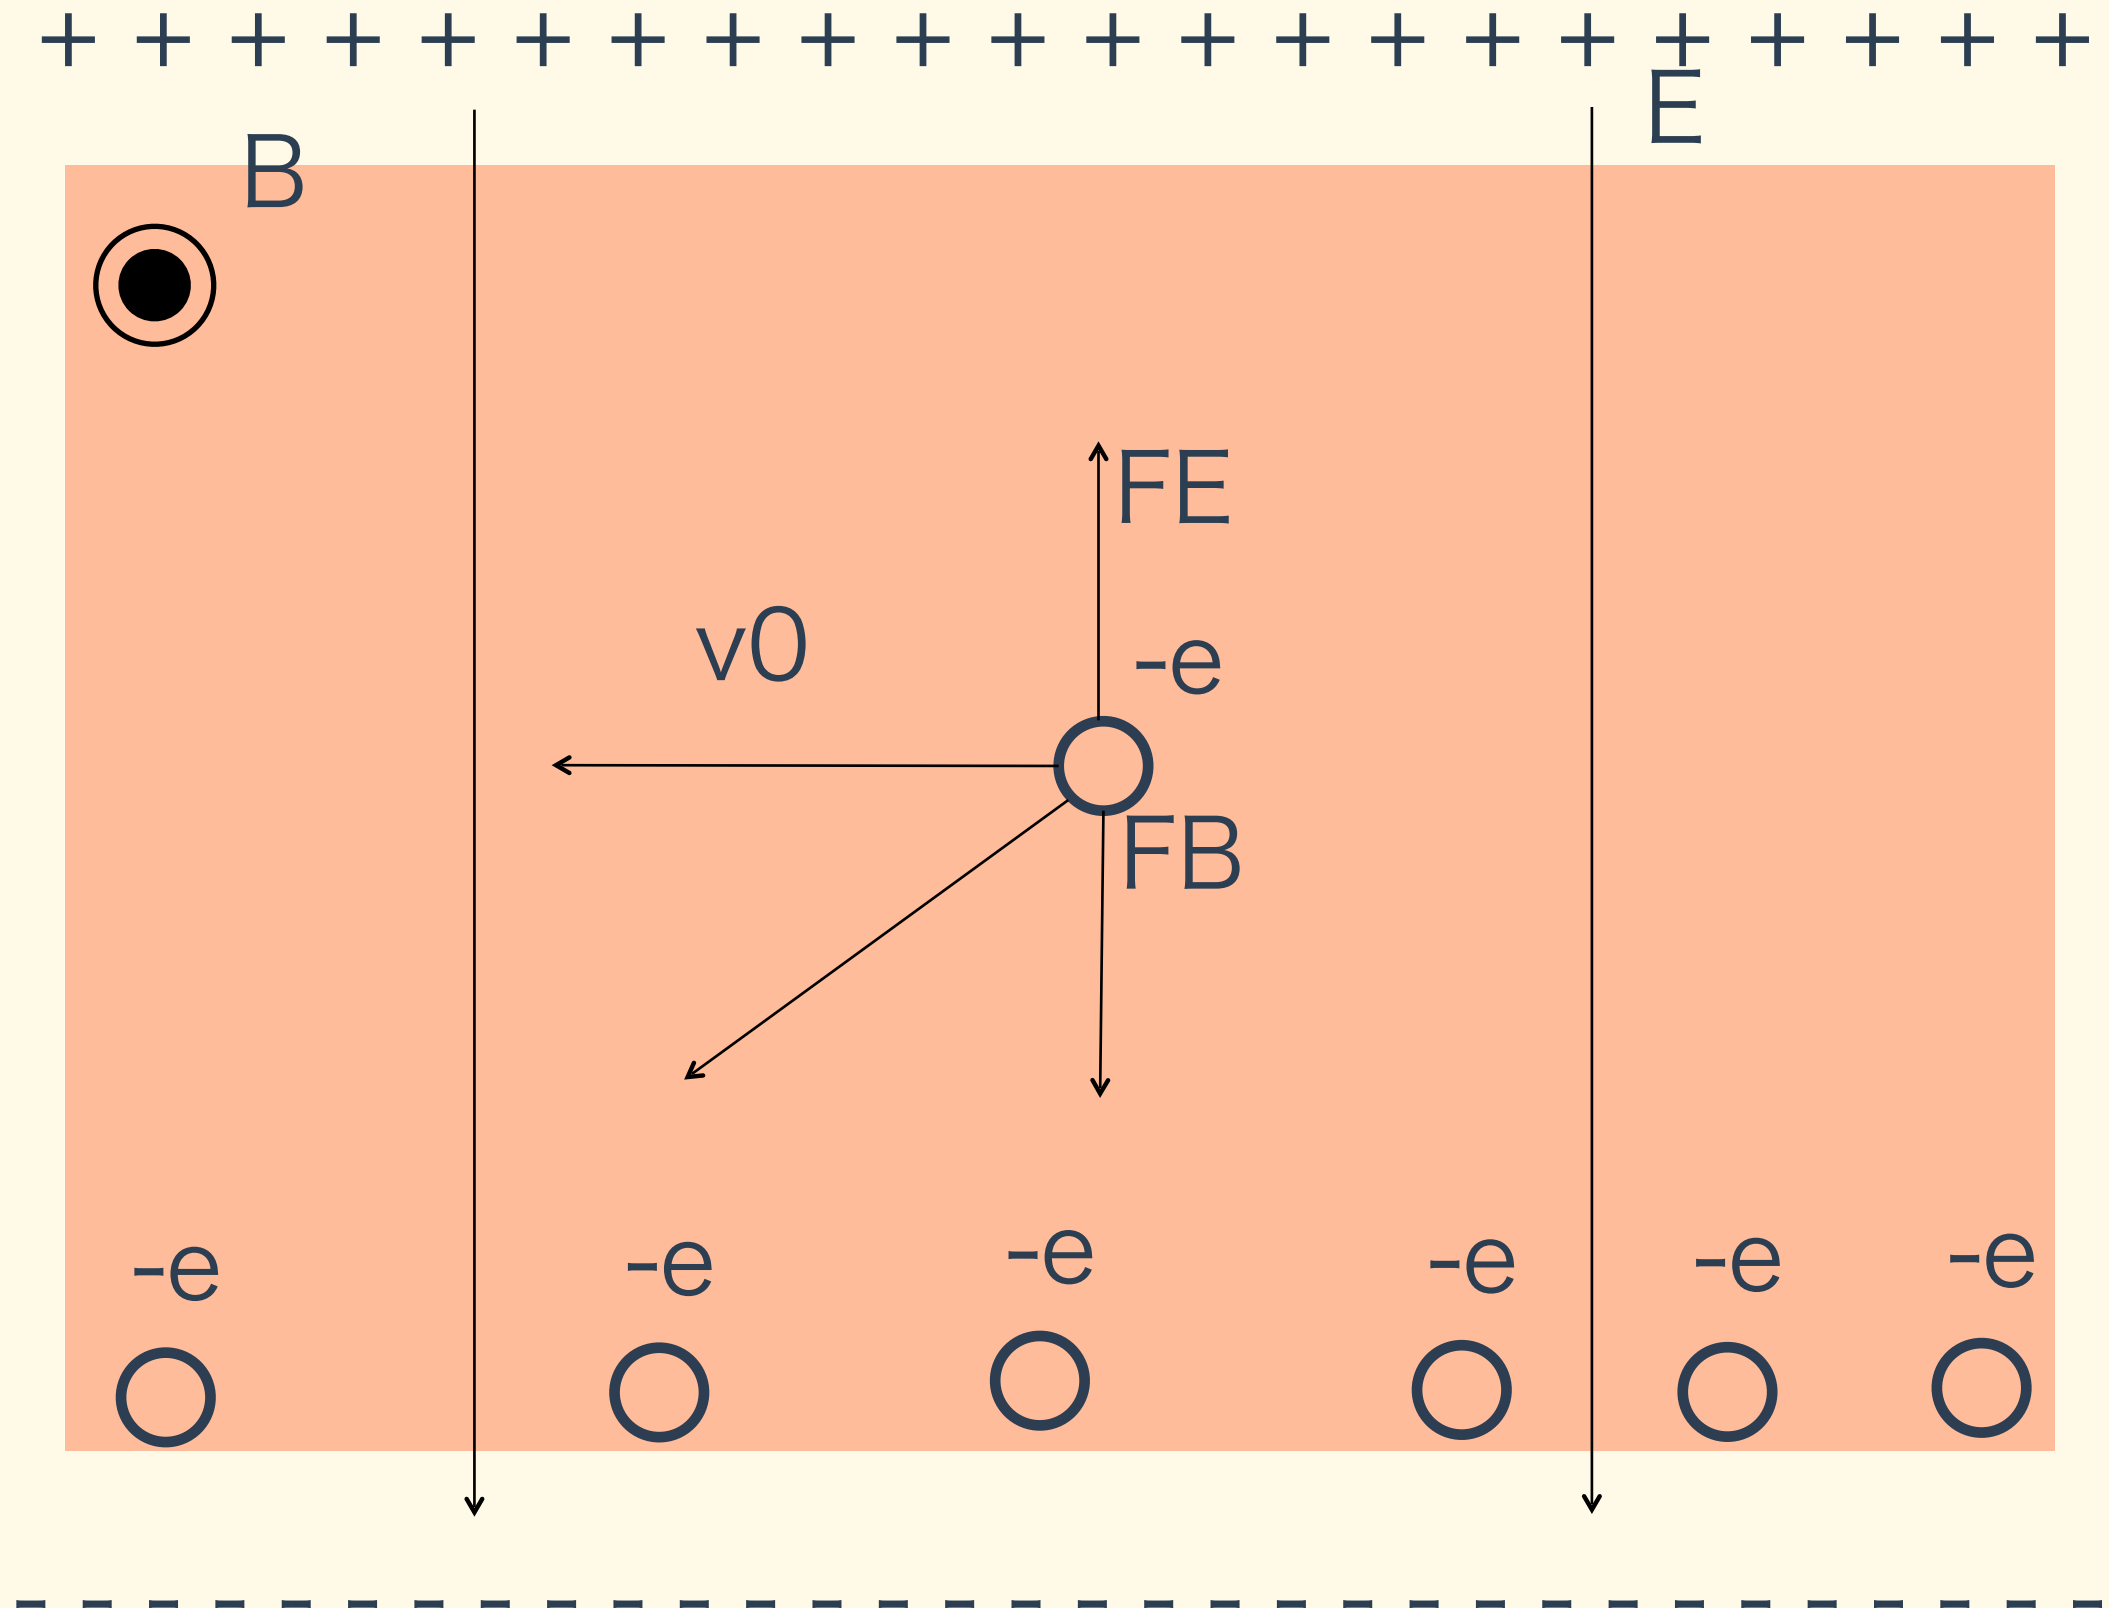 + + + + + + + + + + + + + + + + + + + + + +
E
B
FE
v0
-e
FB
-e -e -e -e -e -e
- - - - - - - - - - - - - - - - - - - - - - - - - - - - - - - -